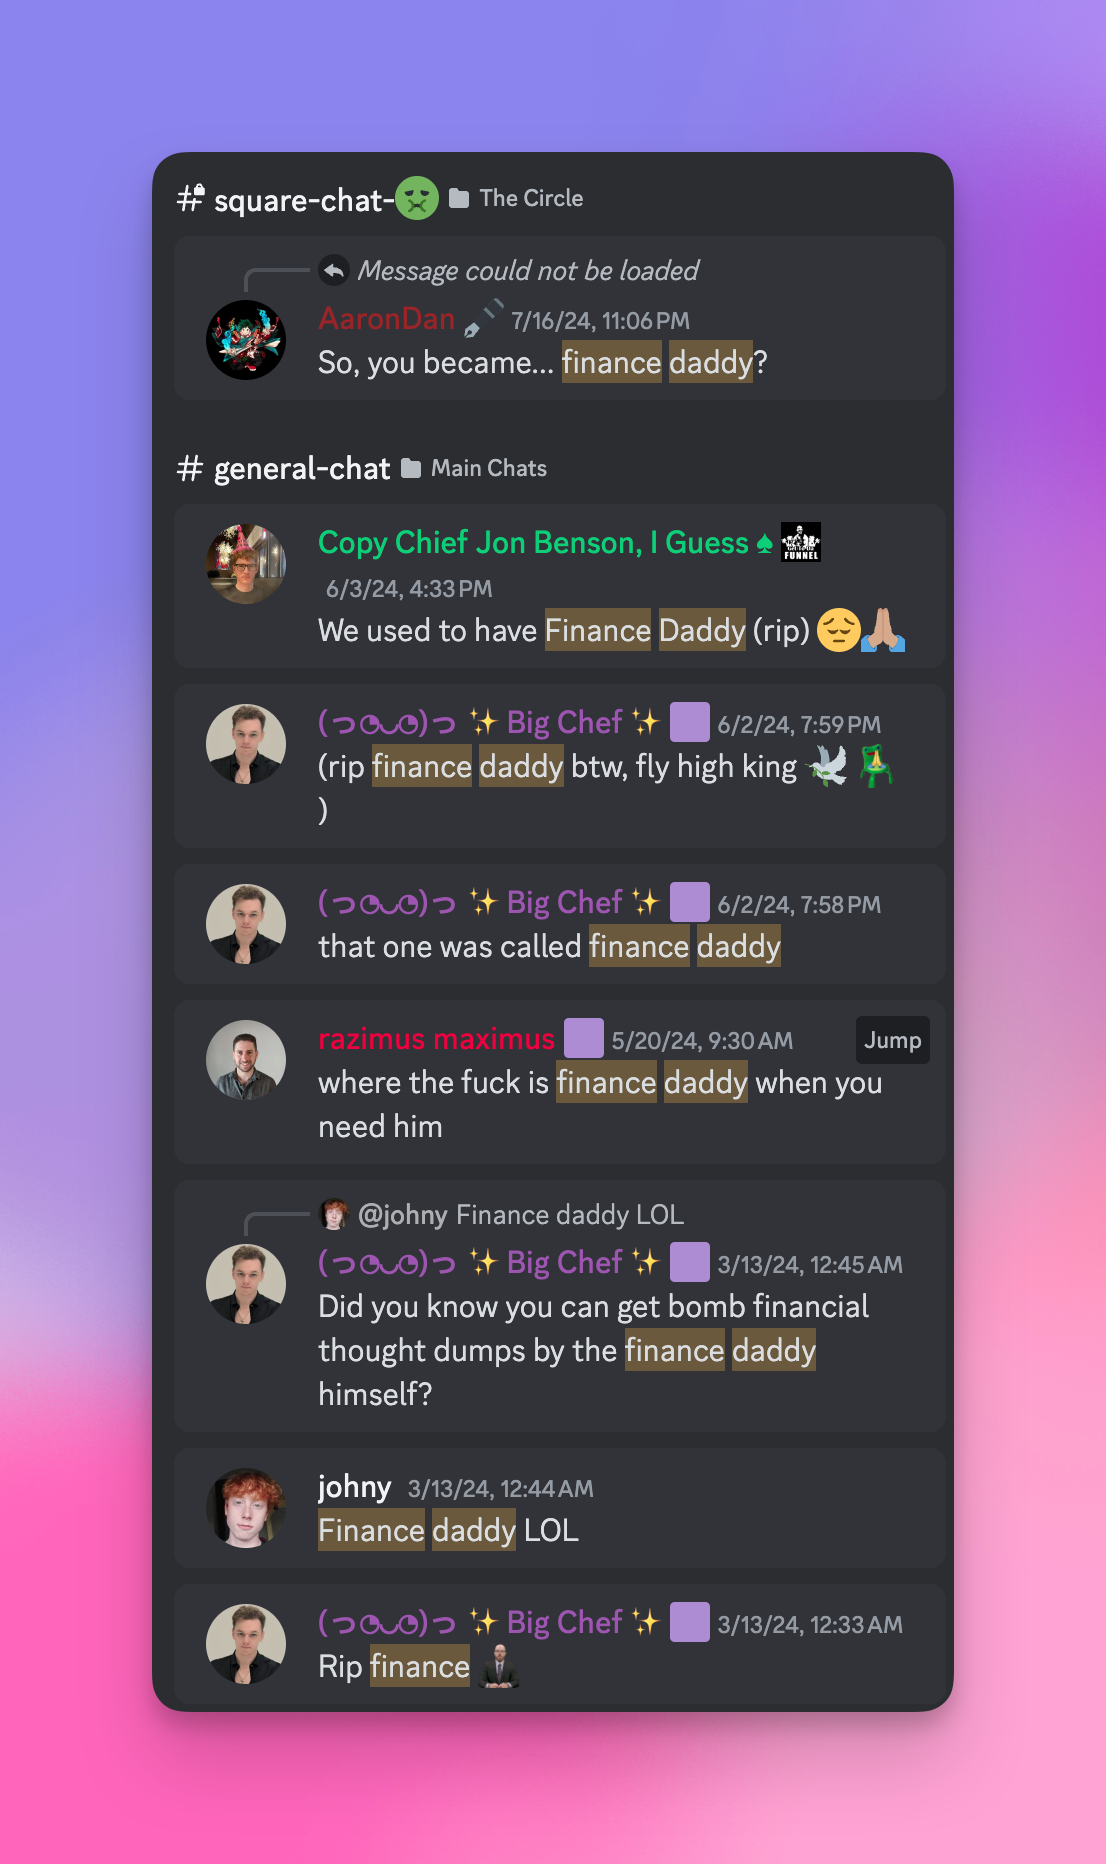 square-chat-🤢 The Circle
Message could not be loaded
AaronDan 7/16/24, 11:06 PM
So, you became... finance daddy?
# general-chat Main Chats
Copy Chief Jon Benson, I Guess ♠ GET TO DA FUNNEL
6/3/24, 4:33 PM
We used to have Finance Daddy (rip) 😔🙏
(っ◔◡◔)っ ✨ Big Chef ✨ 6/2/24, 7:59 PM
(rip finance daddy btw, fly high king 🕊️
)
(っ◔◡◔)っ ✨ Big Chef ✨ 6/2/24, 7:58 PM
that one was called finance daddy
razimus maximus 5/20/24, 9:30 AM Jump
where the fuck is finance daddy when you
need him
@johny Finance daddy LOL
(っ◔◡◔)っ ✨ Big Chef ✨ 3/13/24, 12:45 AM
Did you know you can get bomb financial
thought dumps by the finance daddy
himself?
johny 3/13/24, 12:44 AM
Finance daddy LOL
(っ◔◡◔)っ ✨ Big Chef ✨ 3/13/24, 12:33 AM
Rip finance